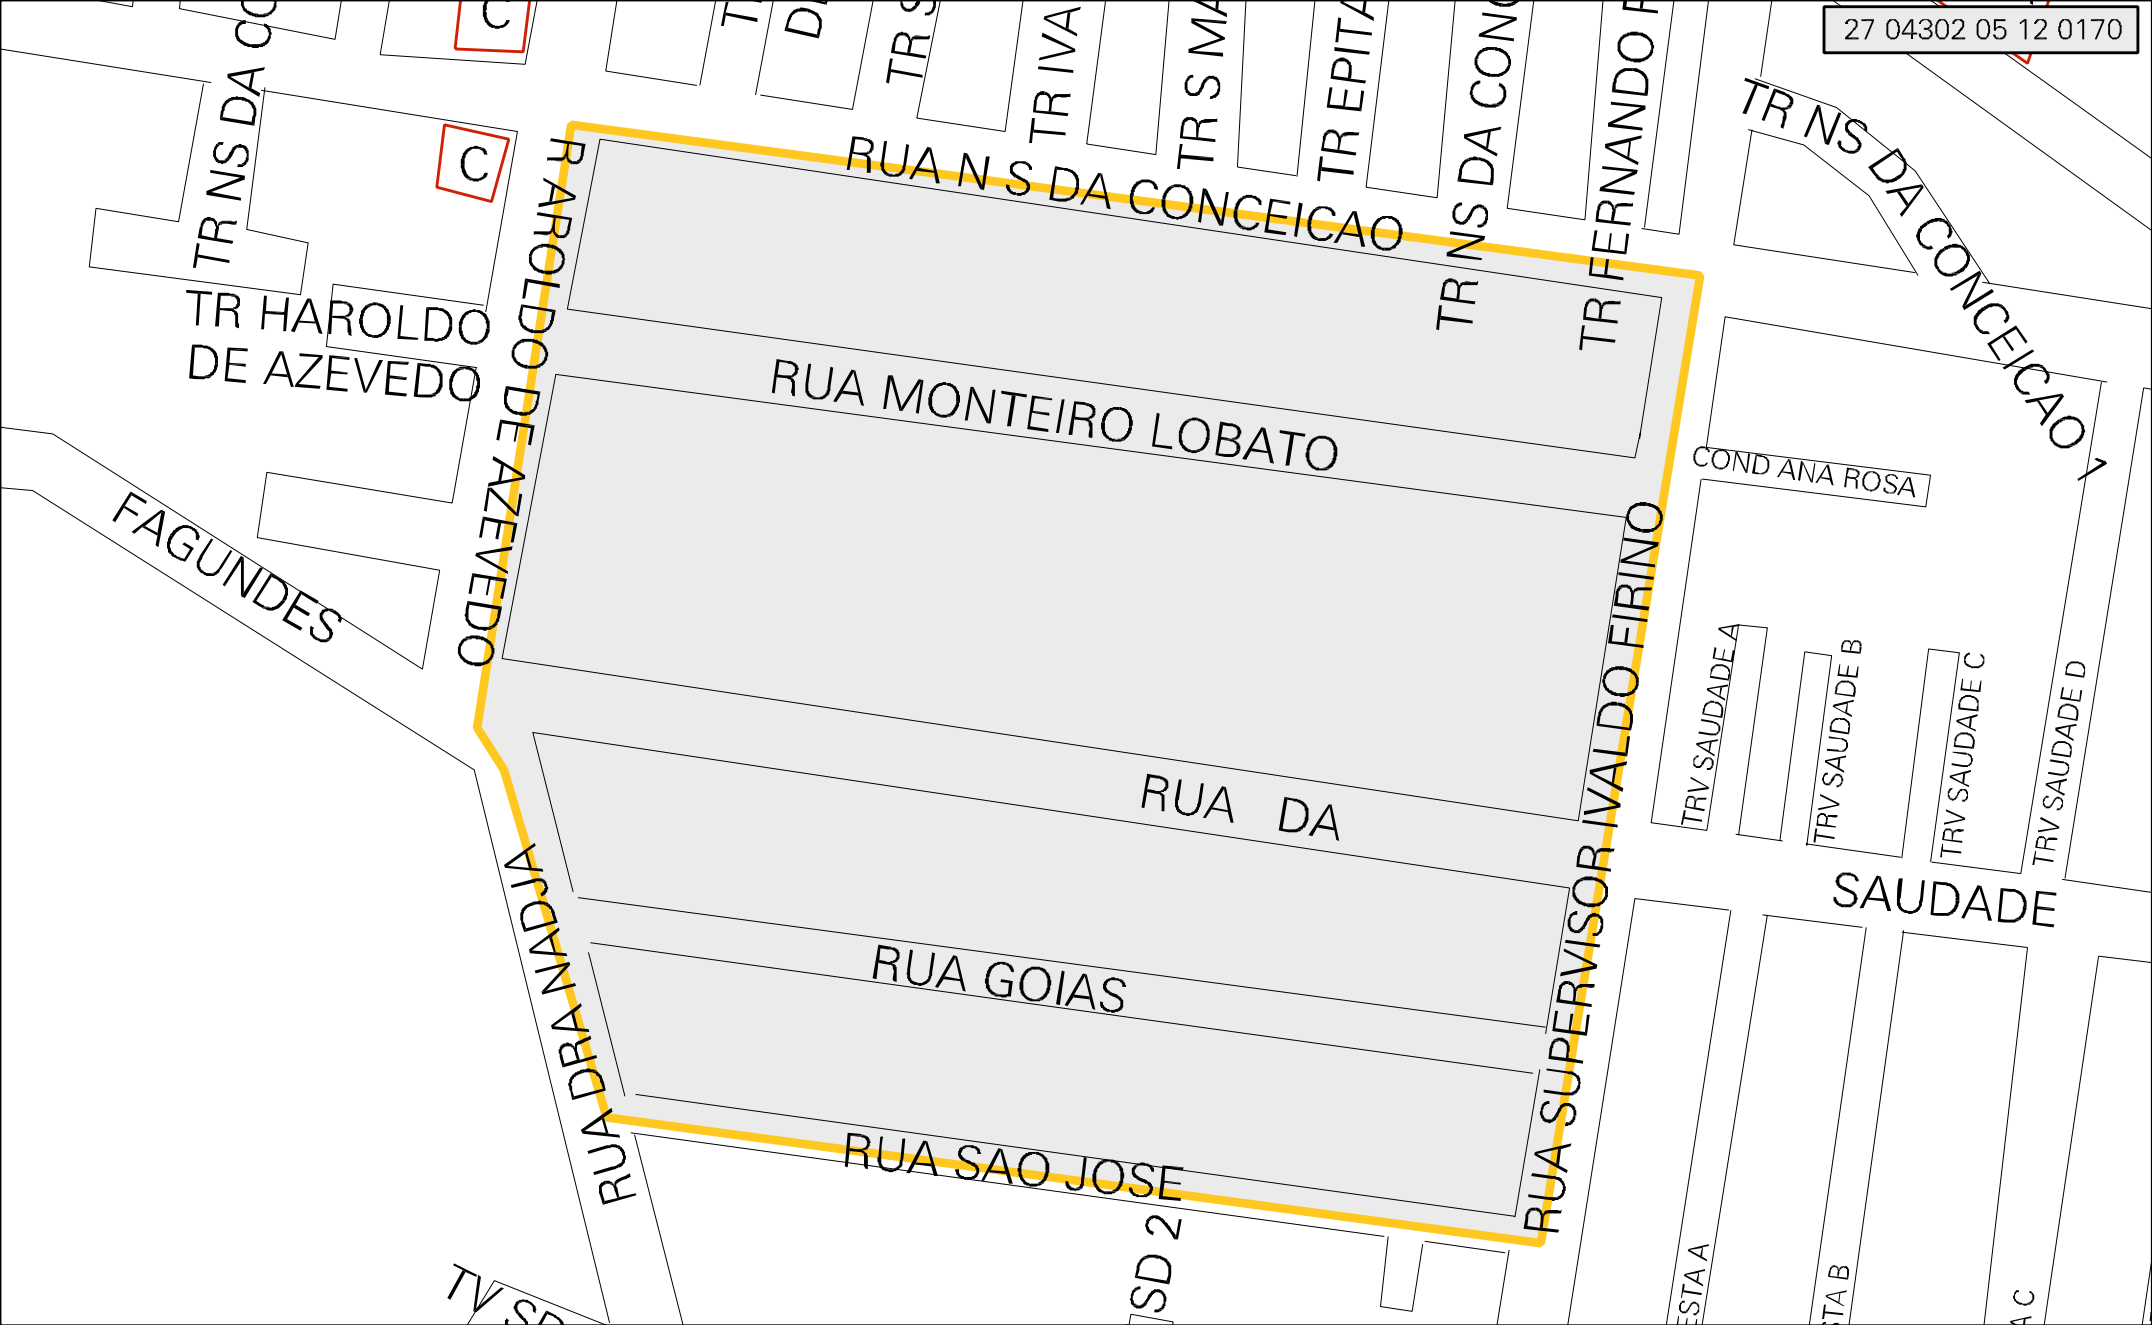 27 04302 05 12 0170
C
C
TR NS DA CO
TR S
TR IVA
TR S MA
TR EPITA
TR NS DA CONC
TR FERNANDO
TR NS DA CONCEICAO 1
RUA N S DA CONCEICAO
R HAROLDO DE AZEVEDO
TR HAROLDO
DE AZEVEDO
RUA MONTEIRO LOBATO
COND ANA ROSA
FAGUNDES
RUA SUPERVISOR IVALDO FIRINO
TRV SAUDADE A
TRV SAUDADE B
TRV SAUDADE C
TRV SAUDADE D
RUA DA
SAUDADE
RUA DRA NADJA
RUA GOIAS
RUA SAO JOSE
SD 2
TV
ESTA A
STA B
A C